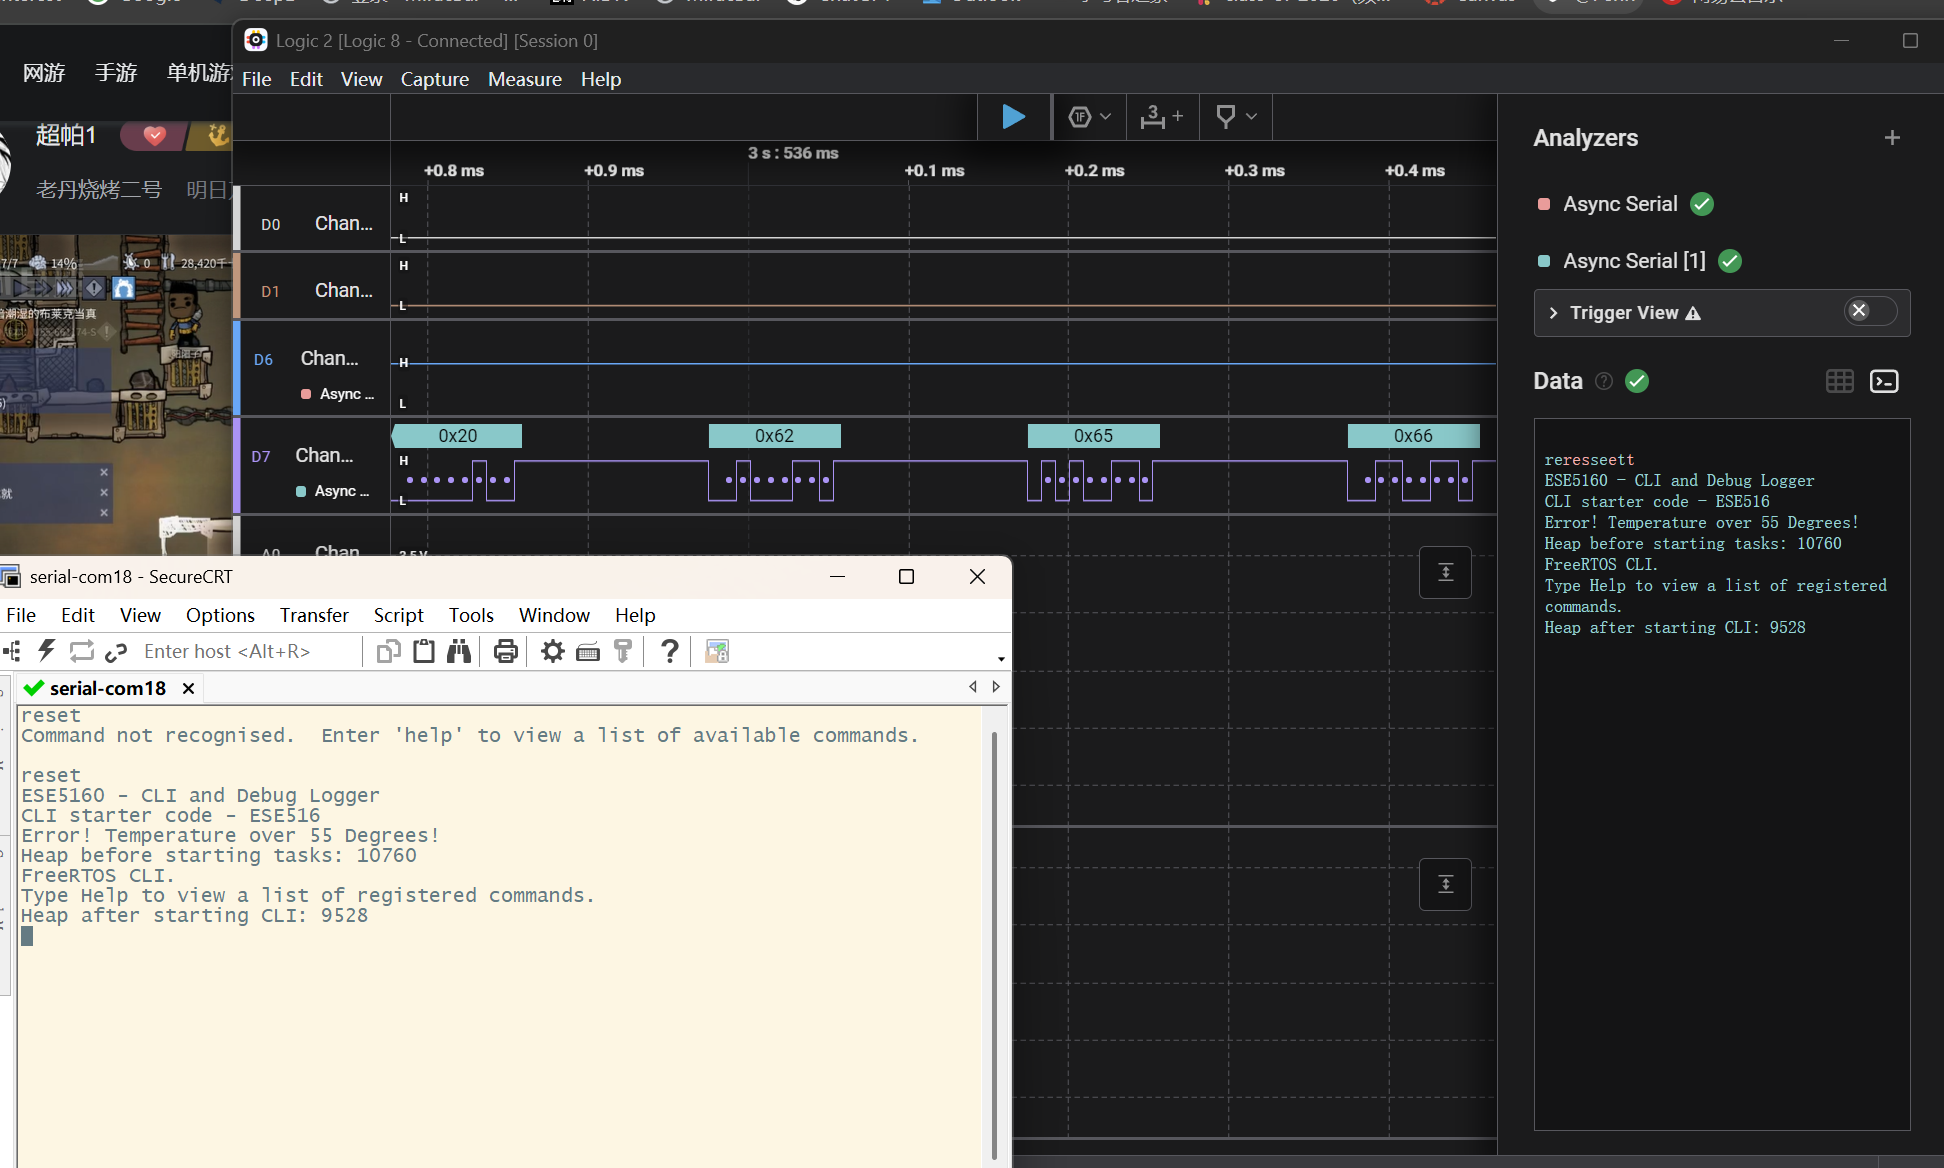 Logic 2 [Logic 8 - Connected] [Session 0]
File Edit View Capture Measure Help
网游 手游
超帕1
老丹烧烤二号
7/7 14% 0
3 s : 536 ms
+0.8 ms +0.9 ms +0.1 ms +0.2 ms +0.3 ms +0.4 ms
D0 Chan...
H
L
D1 Chan...
H
L
D6 Chan...
Async ...
H
L
D7 Chan...
Async ...
H
L
0x20 0x62 0x65 0x66
Analyzers
Async Serial
Async Serial [1]
Trigger View
Data
reresseett
ESE5160 - CLI and Debug Logger
CLI starter code - ESE516
Error! Temperature over 55 Degrees!
Heap before starting tasks: 10760
FreeRTOS CLI.
Type Help to view a list of registered
commands.
Heap after starting CLI: 9528
serial-com18 - SecureCRT
File Edit View Options Transfer Script Tools Window Help
Enter host <Alt+R>
serial-com18
reset
Command not recognised.  Enter 'help' to view a list of available commands.
reset
ESE5160 - CLI and Debug Logger
CLI starter code - ESE516
Error! Temperature over 55 Degrees!
Heap before starting tasks: 10760
FreeRTOS CLI.
Type Help to view a list of registered commands.
Heap after starting CLI: 9528